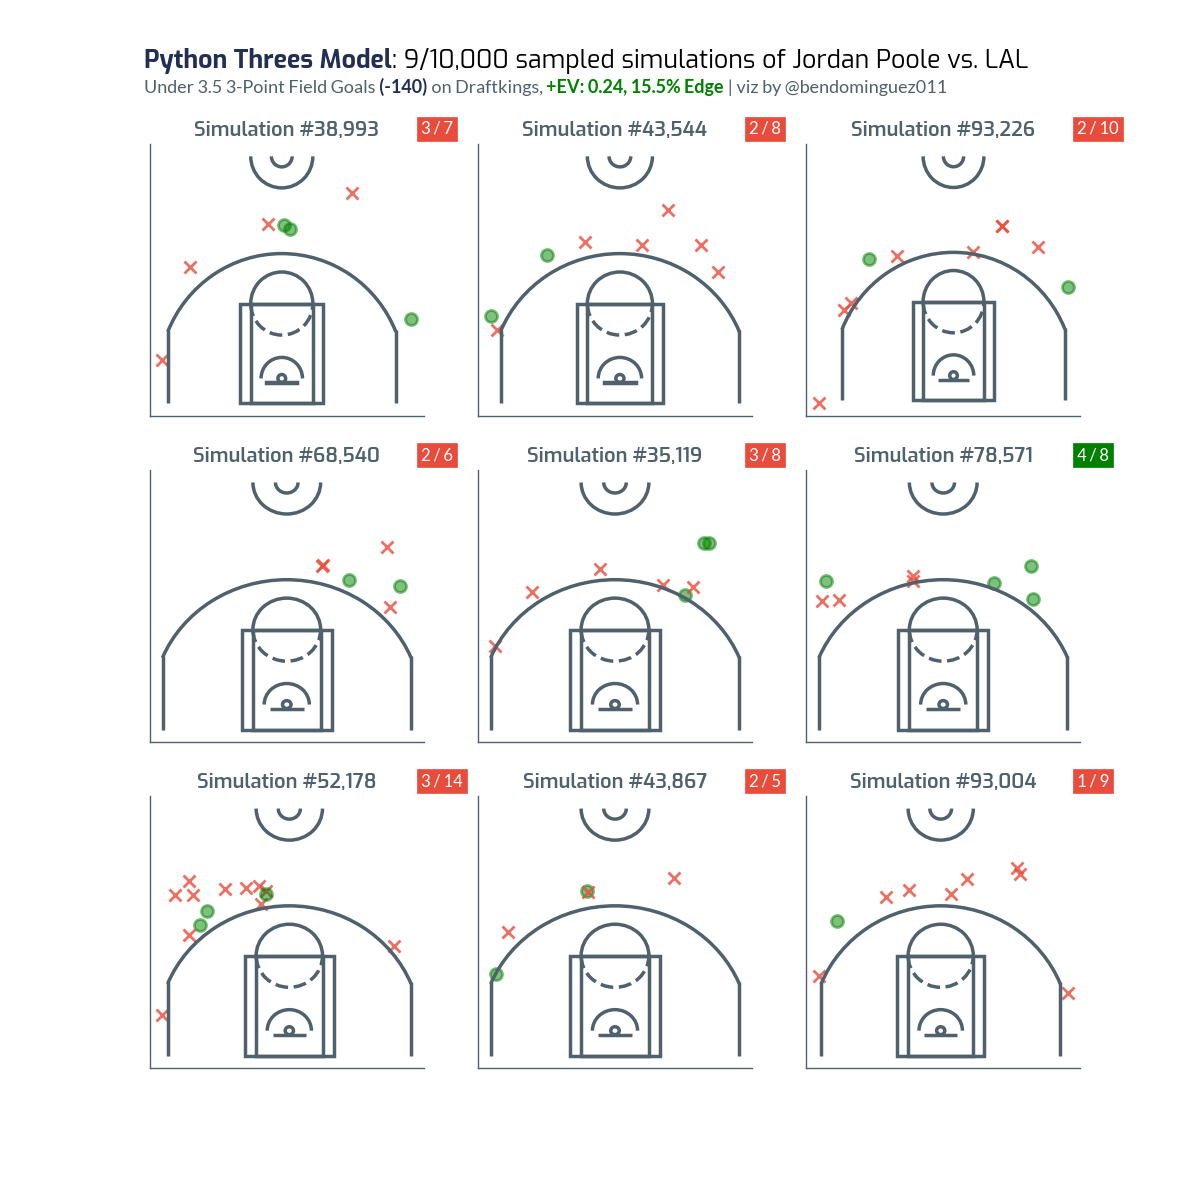 Python Threes Model: 9/10,000 sampled simulations of Jordan Poole vs. LAL
Under 3.5 3-Point Field Goals (-140) on Draftkings, +EV: 0.24, 15.5% Edge | viz by @bendominguez011
Simulation #38,993 3 / 7
Simulation #43,544 2 / 8
Simulation #93,226 2 / 10
Simulation #68,540 2 / 6
Simulation #35,119 3 / 8
Simulation #78,571 4 / 8
Simulation #52,178 3 / 14
Simulation #43,867 2 / 5
Simulation #93,004 1 / 9